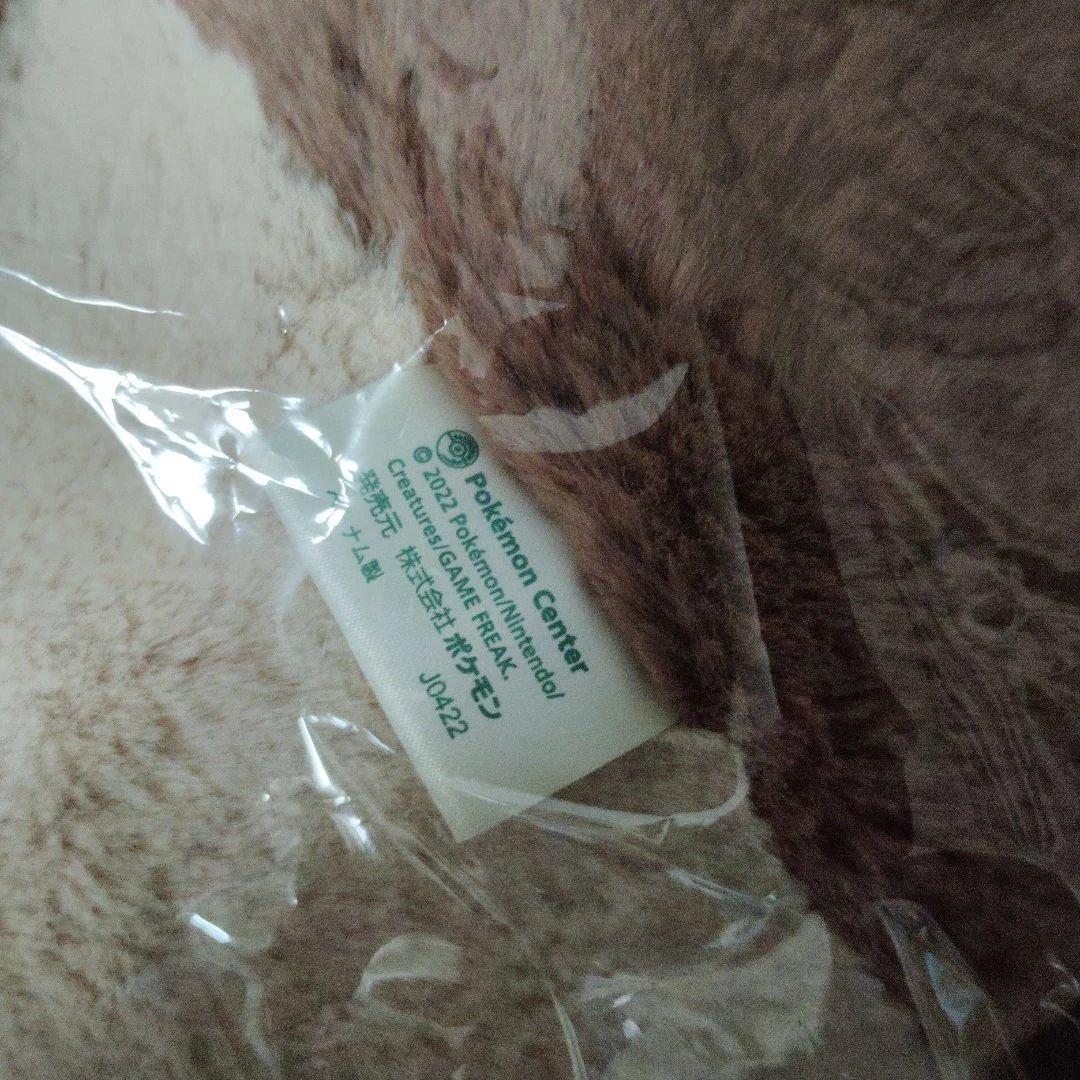 Pokémon Center
© 2022 Pokémon/Nintendo/
Creatures/GAME FREAK.
発売元 株式会社ポケモン
ナム製 J0422